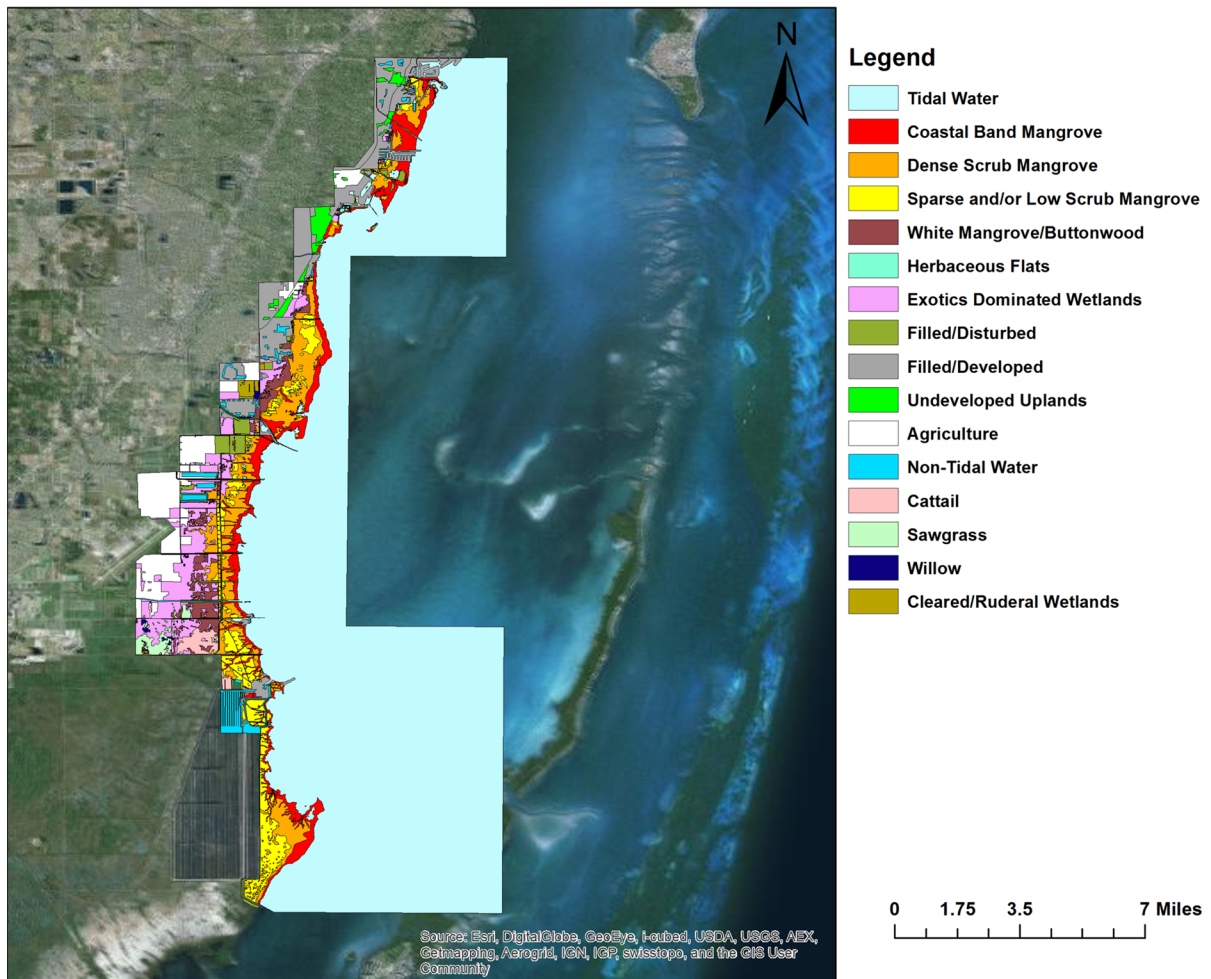 N
Legend
Tidal Water
Coastal Band Mangrove
Dense Scrub Mangrove
Sparse and/or Low Scrub Mangrove
White Mangrove/Buttonwood
Herbaceous Flats
Exotics Dominated Wetlands
Filled/Disturbed
Filled/Developed
Undeveloped Uplands
Agriculture
Non-Tidal Water
Cattail
Sawgrass
Willow
Cleared/Ruderal Wetlands
0 1.75 3.5 7 Miles
Source: Esri, DigitalGlobe, GeoEye, i-cubed, USDA, USGS, AEX,
Getmapping, Aerogrid, IGN, IGP, swisstopo, and the GIS User
Community